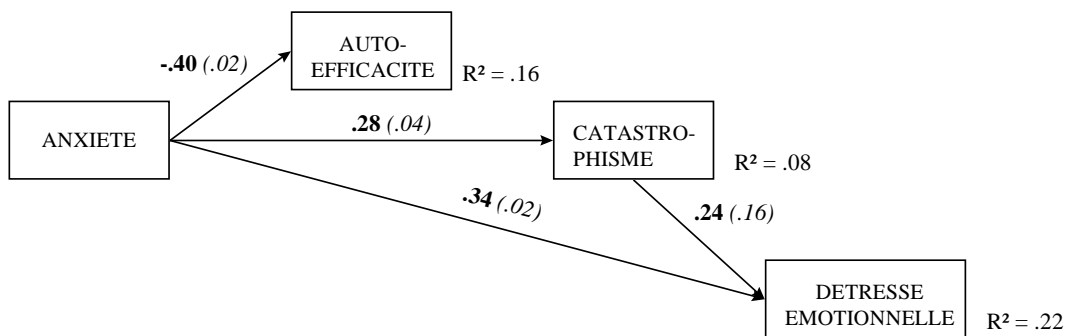 AUTO-
EFFICACITE
R² = .16
-.40 (.02)
ANXIETE
.28 (.04)
CATASTRO-
PHISME
R² = .08
.34 (.02)
.24 (.16)
DETRESSE
EMOTIONNELLE
R² = .22